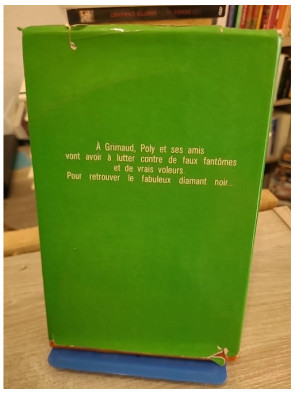 À Grimaud, Poly et ses amis
vont avoir à lutter contre de faux fantômes
et de vrais voleurs.
Pour retrouver le fabuleux diamant noir...